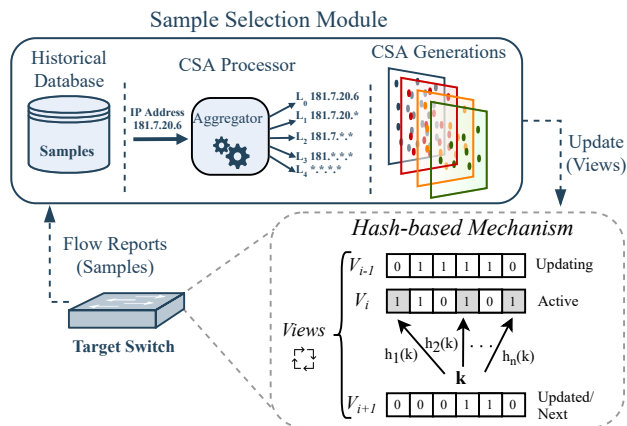 Sample Selection Module
Historical
Database
Samples
CSA Processor
IP Address
181.7.20.6
Aggregator
L0 181.7.20.6
L1 181.7.20.*
L2 181.7.*.*
L3 181.*.*.*
L4 *.*.*.*
CSA Generations
Update
(Views)
Flow Reports
(Samples)
Target Switch
Hash-based Mechanism
Views
Vi-1
0 1 1 1 1 0
Updating
Vi
1 1 0 1 0 1
Active
h1(k)
h2(k)
. . .
hn(k)
k
Vi+1
0 0 0 1 1 0
Updated/
Next